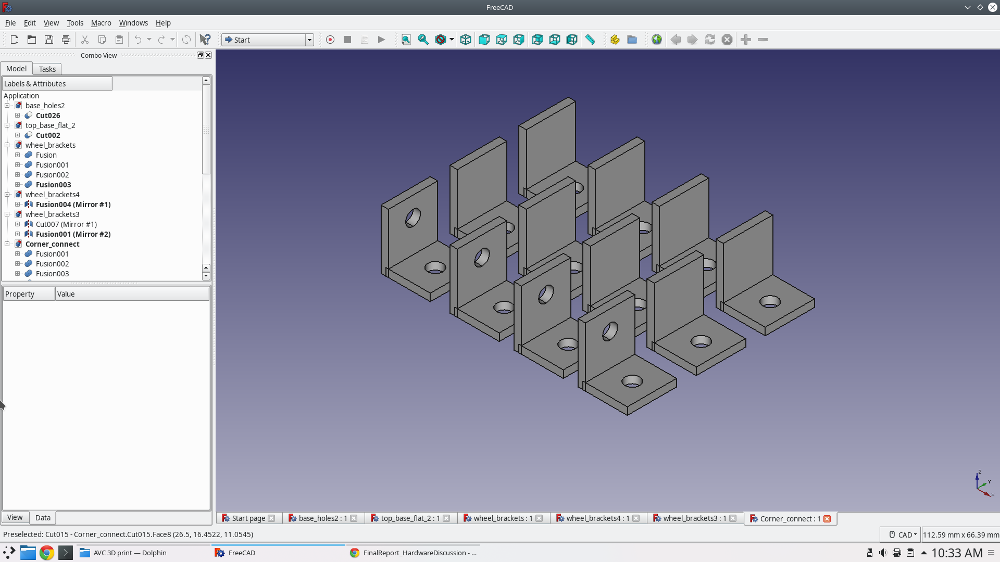 FreeCAD
File Edit View Tools Macro Windows Help
Start
Combo View
Model Tasks
Labels & Attributes
Application
base_holes2
Cut026
top_base_flat_2
Cut002
wheel_brackets
Fusion
Fusion001
Fusion002
Fusion003
wheel_brackets4
Fusion004 (Mirror #1)
wheel_brackets3
Cut007 (Mirror #1)
Fusion001 (Mirror #2)
Corner_connect
Fusion001
Fusion002
Fusion003
Property Value
Z
Y
X
View Data
Start page base_holes2 : 1 top_base_flat_2 : 1 wheel_brackets : 1 wheel_brackets4 : 1 wheel_brackets3 : 1 Corner_connect : 1
Preselected: Cut015 - Corner_connect.Cut015.Face8 (26.5, 16.4522, 11.0545) CAD 112.59 mm x 66.39 mm
AVC 3D print — Dolphin FreeCAD FinalReport_HardwareDiscussion - ... 10:33 AM